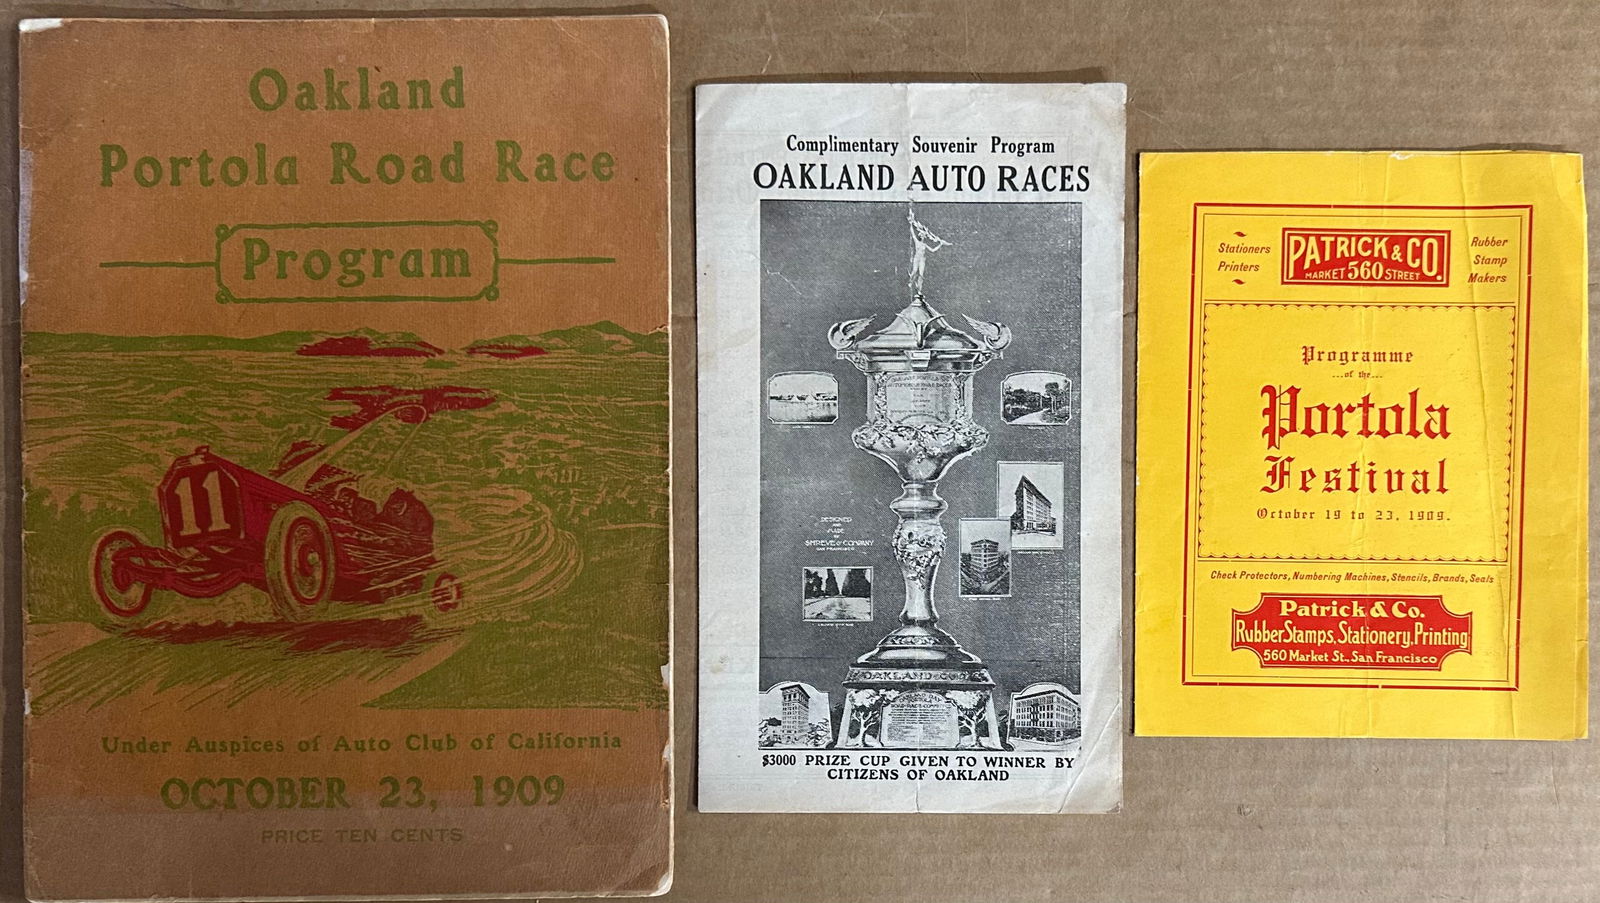 Oakland
Portola Road Race
Program
11
Under Auspices of Auto Club of California
OCTOBER 23, 1909
PRICE TEN CENTS
Complimentary Souvenir Program
OAKLAND AUTO RACES
DESIGNED
AND
MADE
BY
SHREVE & COMPANY
SAN FRANCISCO
OAKLAND CUP
$3000 PRIZE CUP GIVEN TO WINNER BY
CITIZENS OF OAKLAND
Stationers
Printers
PATRICK & CO.
MARKET 560 STREET
Rubber
Stamp
Makers
Programme
...of the...
Portola
Festival
October 19 to 23, 1909.
Check Protectors, Numbering Machines, Stencils, Brands, Seals
Patrick & Co.
Rubber Stamps, Stationery, Printing
560 Market St., San Francisco